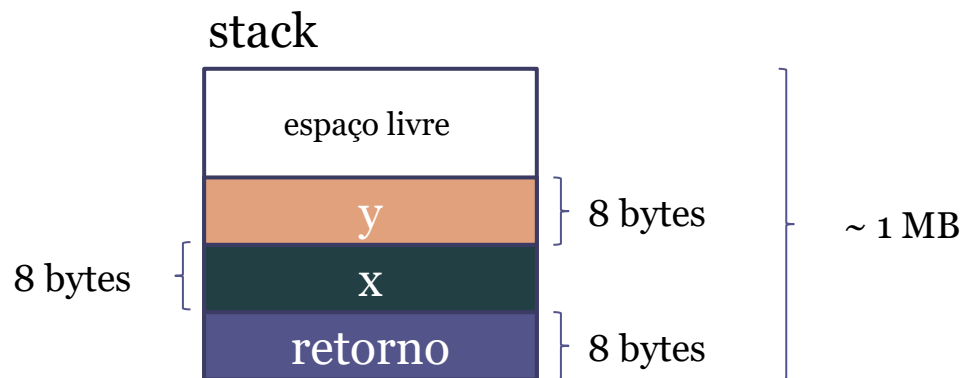 stack
espaço livre
y
8 bytes
~ 1 MB
8 bytes
x
retorno
8 bytes